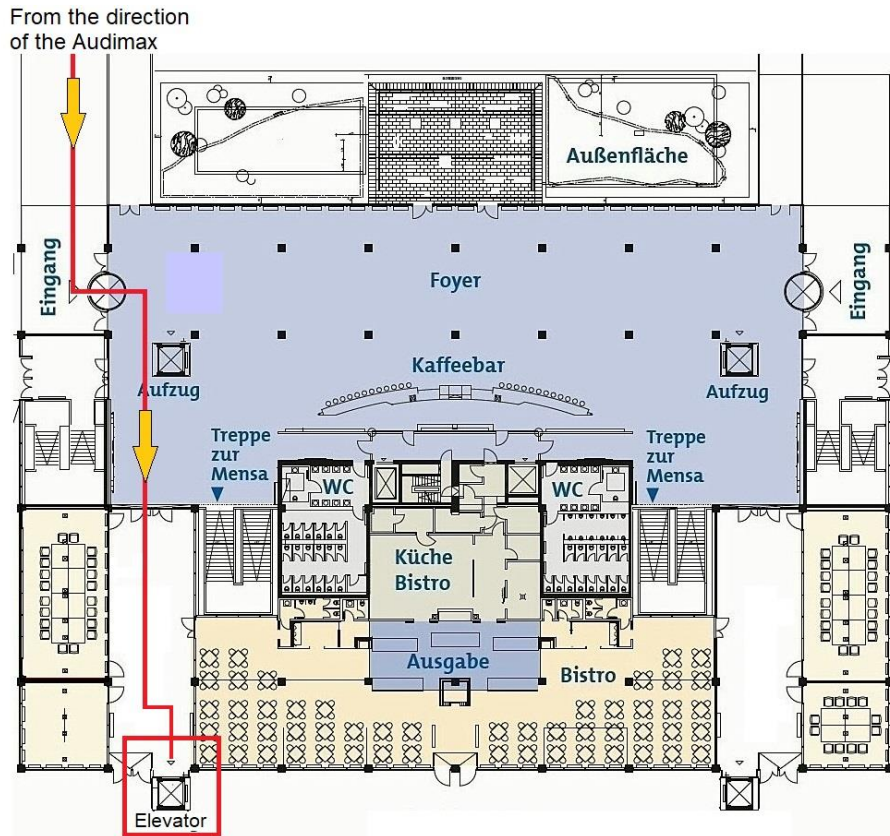 From the direction
of the Audimax
Außenfläche
Eingang
Foyer
Eingang
Kaffeebar
Aufzug
Aufzug
Treppe
zur
Mensa
Treppe
zur
Mensa
WC
WC
Küche
Bistro
Ausgabe
Bistro
Elevator